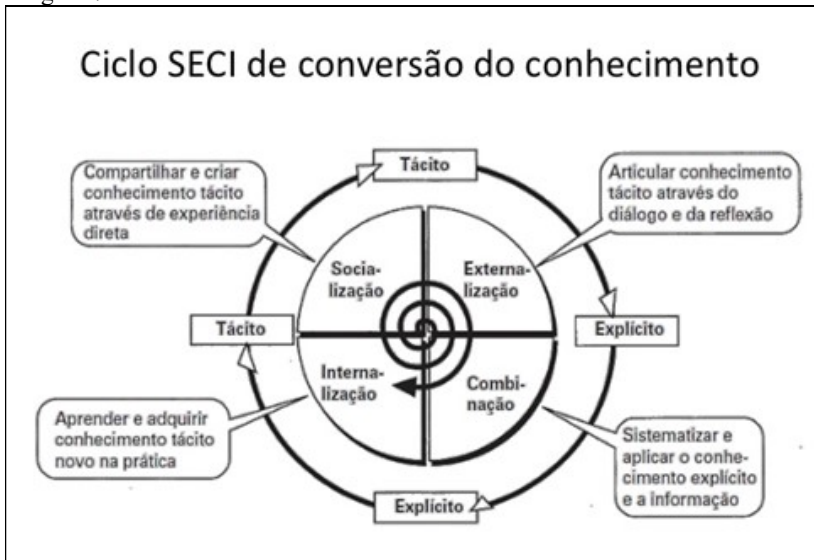 Ciclo SECI de conversão do conhecimento
Tácito
Compartilhar e criar
conhecimento tácito
através de experiência
direta
Articular conhecimento
tácito através do
diálogo e da reflexão
Socia-
lização
Externa-
lização
Tácito
Explícito
Interna-
lização
Combi-
nação
Aprender e adquirir
conhecimento tácito
novo na prática
Sistematizar e
aplicar o conhe-
cimento explícito
e a informação
Explícito